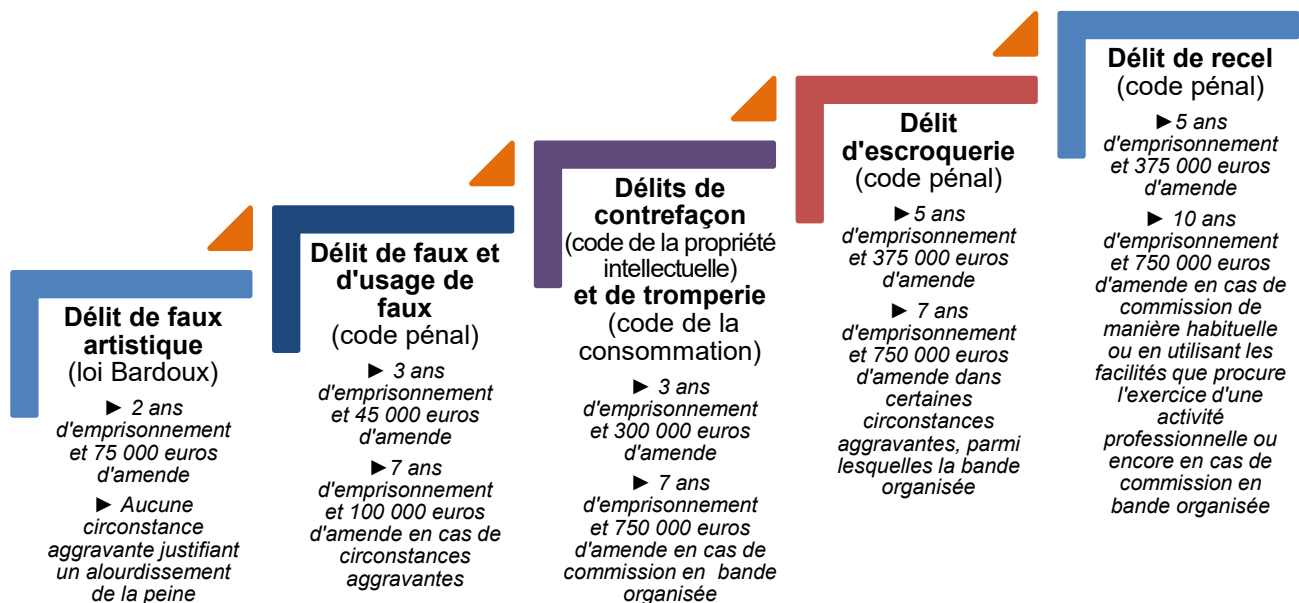 Délit de faux
artistique
(loi Bardoux)
► 2 ans
d'emprisonnement
et 75 000 euros
d'amende
► Aucune
circonstance
aggravante justifiant
un alourdissement
de la peine
Délit de faux et
d'usage de
faux
(code pénal)
► 3 ans
d'emprisonnement
et 45 000 euros
d'amende
►7 ans
d'emprisonnement
et 100 000 euros
d'amende en cas de
circonstances
aggravantes
Délits de
contrefaçon
(code de la propriété
intellectuelle)
et de tromperie
(code de la
consommation)
► 3 ans
d'emprisonnement
et 300 000 euros
d'amende
► 7 ans
d'emprisonnement
et 750 000 euros
d'amende en cas de
commission en bande
organisée
Délit
d'escroquerie
(code pénal)
►5 ans
d'emprisonnement
et 375 000 euros
d'amende
► 7 ans
d'emprisonnement
et 750 000 euros
d'amende dans
certaines
circonstances
aggravantes, parmi
lesquelles la bande
organisée
Délit de recel
(code pénal)
►5 ans
d'emprisonnement
et 375 000 euros
d'amende
► 10 ans
d'emprisonnement
et 750 000 euros
d'amende en cas de
commission de
manière habituelle
ou en utilisant les
facilités que procure
l'exercice d'une
activité
professionnelle ou
encore en cas de
commission en
bande organisée